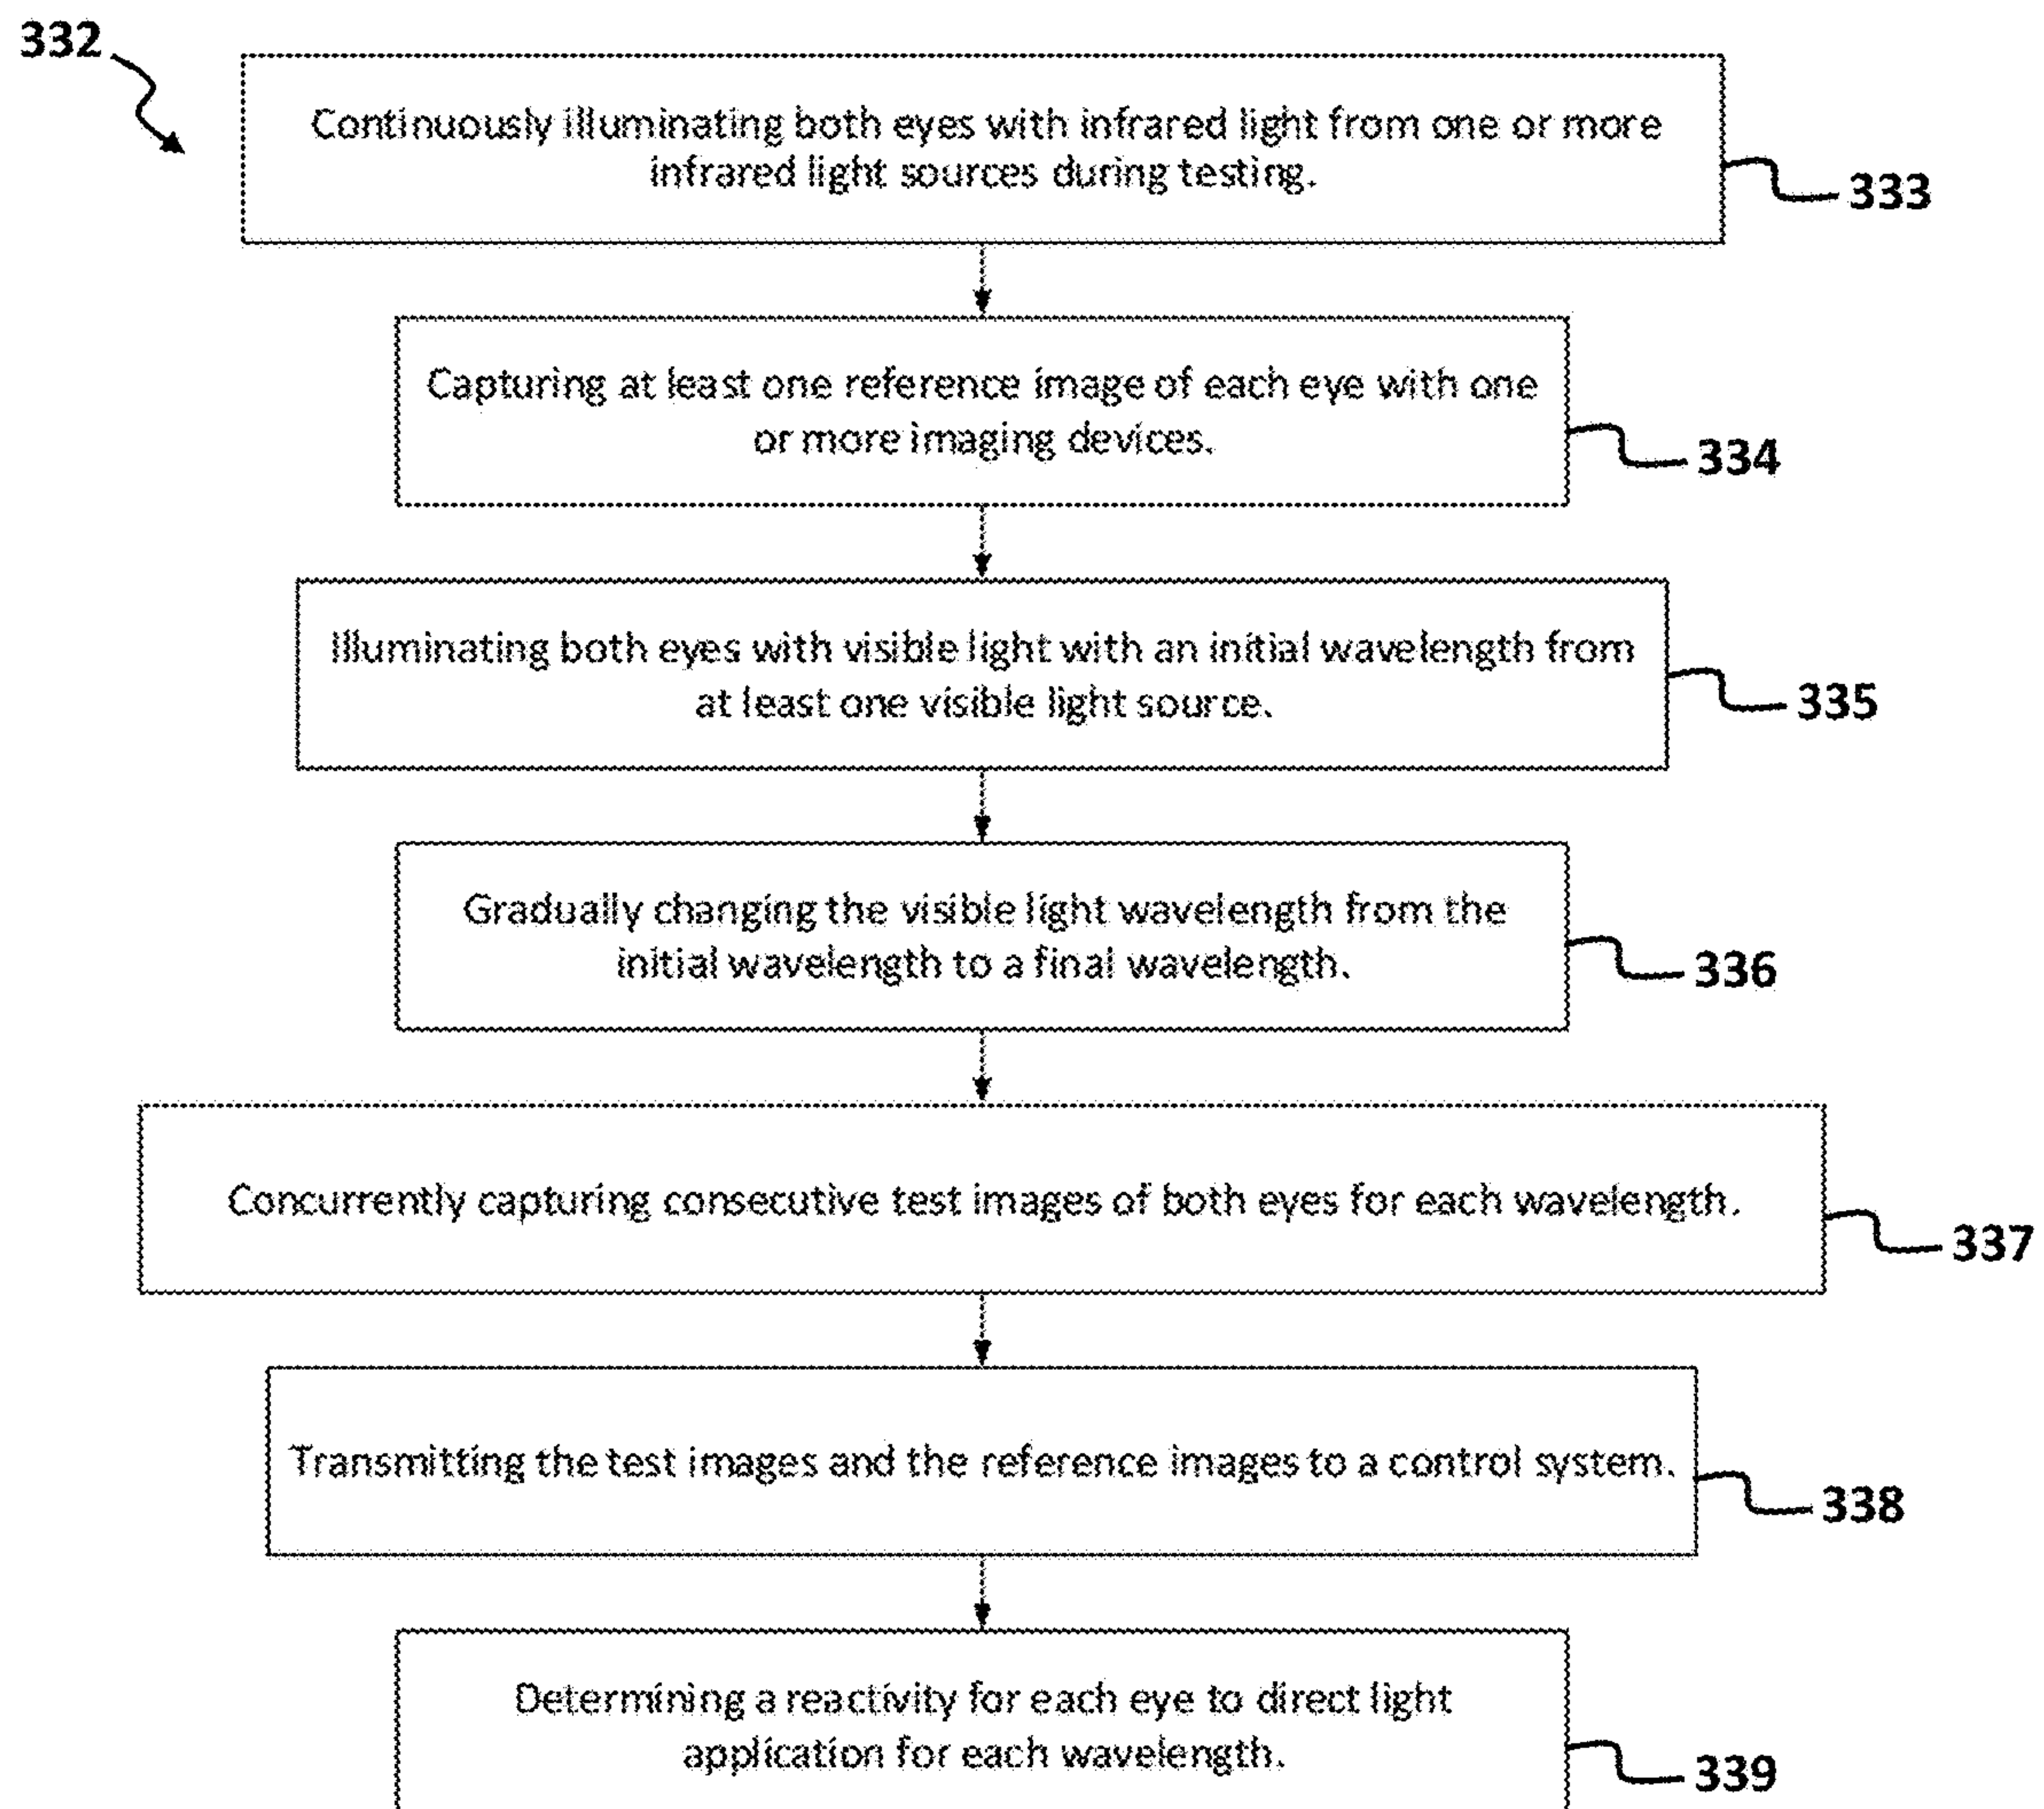 332
Continuously illuminating both eyes with infrared light from one or more
infrared light sources during testing.
333
Capturing at least one reference image of each eye with one
or more imaging devices.
334
Illuminating both eyes with visible light with an initial wavelength from
at least one visible light source.
335
Gradually changing the visible light wavelength from the
initial wavelength to a final wavelength.
336
Concurrently capturing consecutive test images of both eyes for each wavelength.
337
Transmitting the test images and the reference images to a control system.
338
Determining a reactivity for each eye to direct light
application for each wavelength.
339